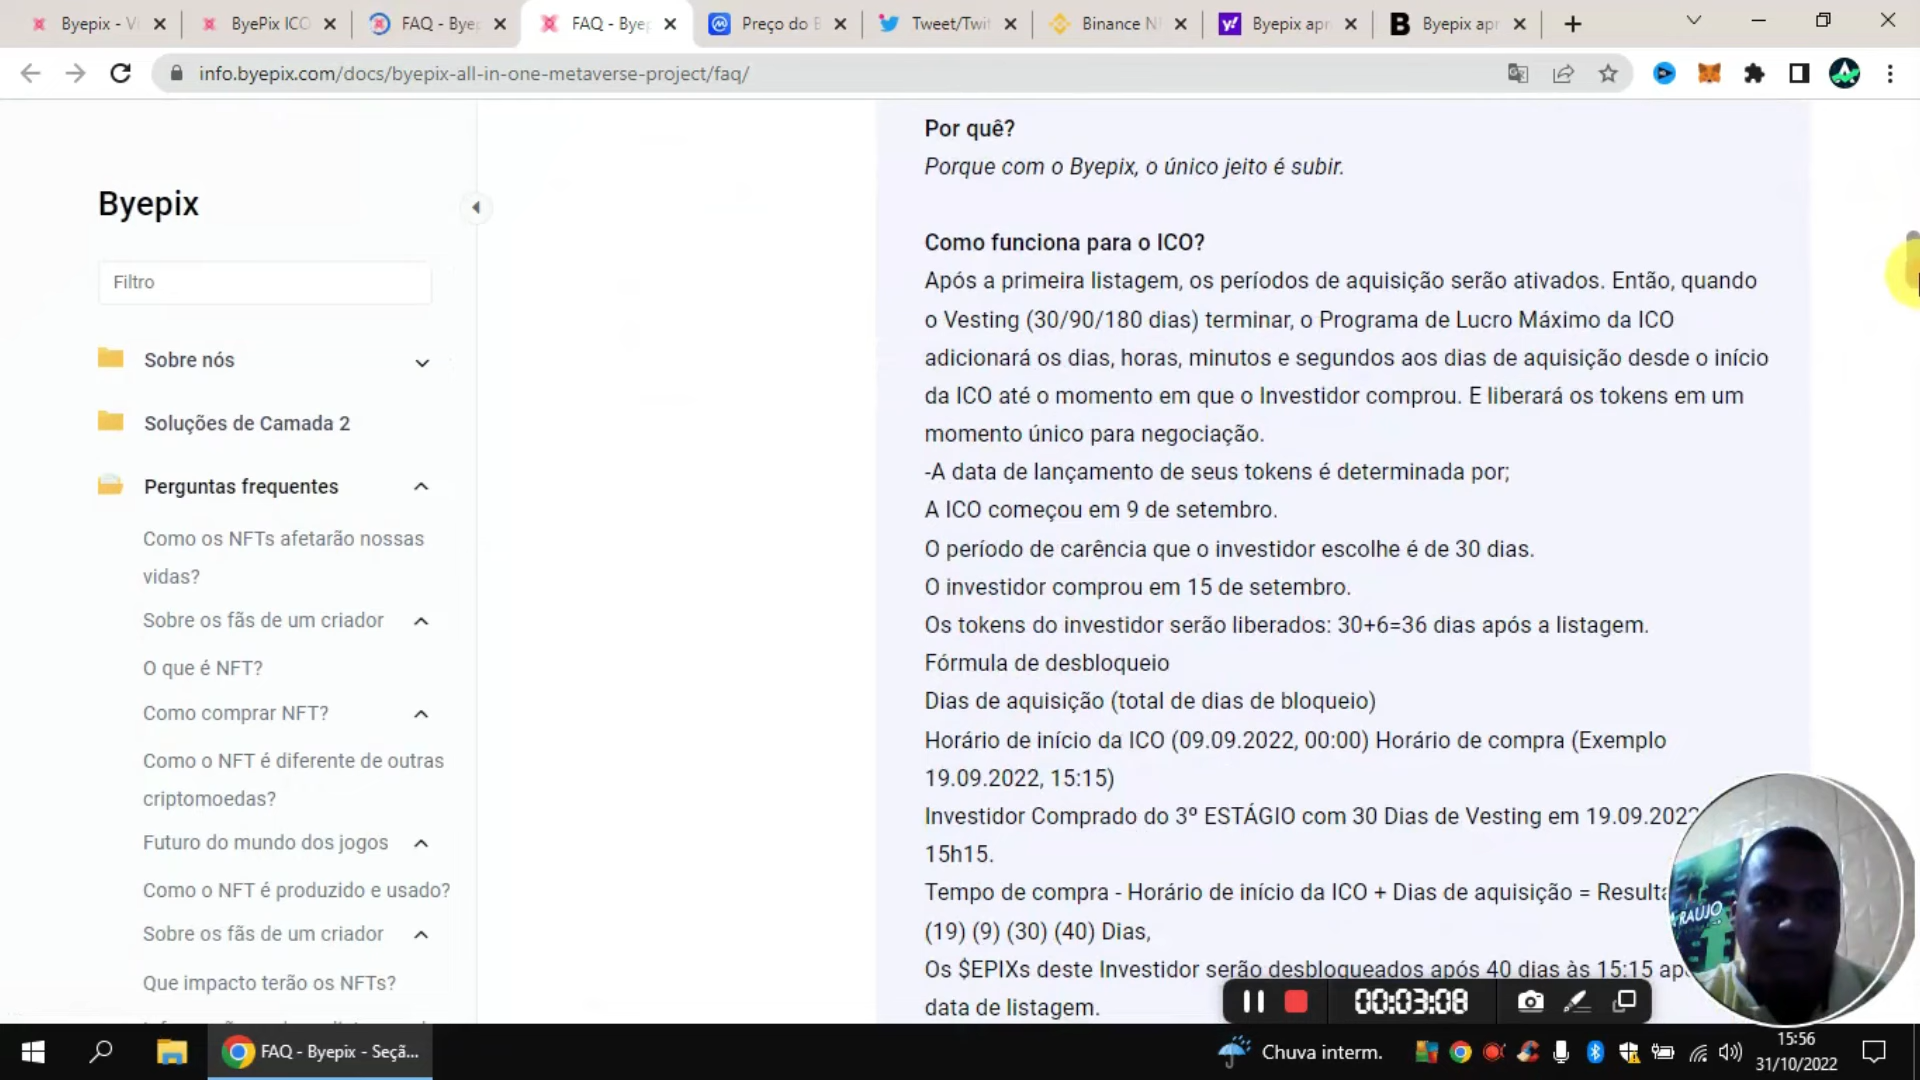 Byepix - V
ByePix ICO
FAQ - Bye
FAQ - Bye
Preço do
Tweet/Twi
Binance N
Byepix apr
Byepix apr
info.byepix.com/docs/byepix-all-in-one-metaverse-project/faq/
Byepix
Filtro
Sobre nós
Soluções de Camada 2
Perguntas frequentes
Como os NFTs afetarão nossas
vidas?
Sobre os fãs de um criador
O que é NFT?
Como comprar NFT?
Como o NFT é diferente de outras
criptomoedas?
Futuro do mundo dos jogos
Como o NFT é produzido e usado?
Sobre os fãs de um criador
Que impacto terão os NFTs?
Por quê?
Porque com o Byepix, o único jeito é subir.
Como funciona para o ICO?
Após a primeira listagem, os períodos de aquisição serão ativados. Então, quando
o Vesting (30/90/180 dias) terminar, o Programa de Lucro Máximo da ICO
adicionará os dias, horas, minutos e segundos aos dias de aquisição desde o início
da ICO até o momento em que o Investidor comprou. E liberará os tokens em um
momento único para negociação.
-A data de lançamento de seus tokens é determinada por;
A ICO começou em 9 de setembro.
O período de carência que o investidor escolhe é de 30 dias.
O investidor comprou em 15 de setembro.
Os tokens do investidor serão liberados: 30+6=36 dias após a listagem.
Fórmula de desbloqueio
Dias de aquisição (total de dias de bloqueio)
Horário de início da ICO (09.09.2022, 00:00) Horário de compra (Exemplo
19.09.2022, 15:15)
Investidor Comprado do 3º ESTÁGIO com 30 Dias de Vesting em 19.09.2022
15h15.
Tempo de compra - Horário de início da ICO + Dias de aquisição = Resulta
(19) (9) (30) (40) Dias,
Os $EPIXs deste Investidor serão desbloqueados após 40 dias às 15:15 ap
data de listagem.
ARAUJO
00:03:08
FAQ - Byepix - Seçã...
Chuva interm.
15:56
31/10/2022